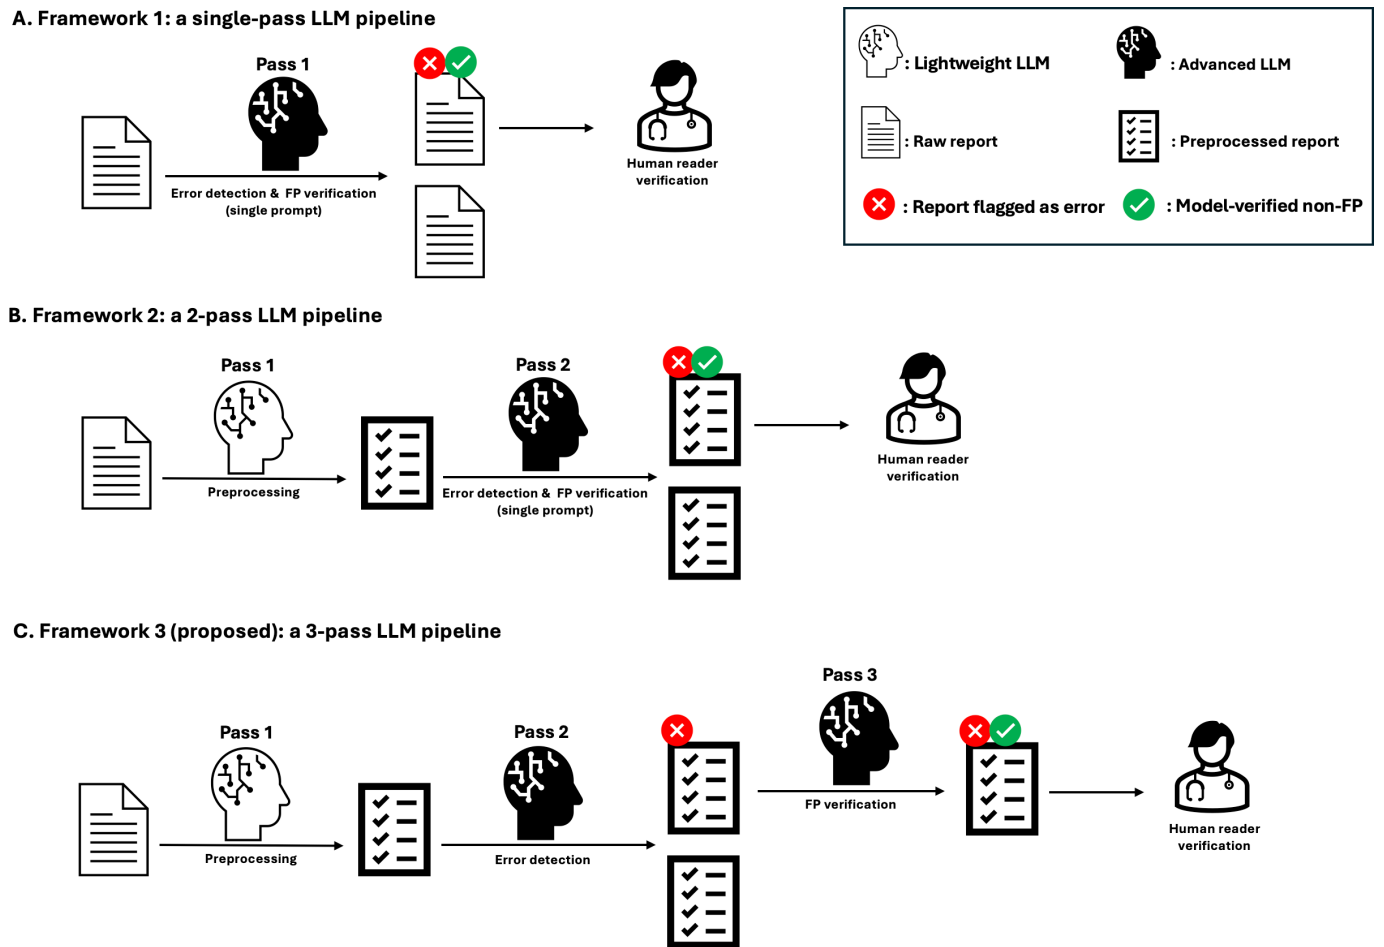 A. Framework 1: a single-pass LLM pipeline
Pass 1
Error detection & FP verification
(single prompt)
Human reader
verification
: Lightweight LLM
: Advanced LLM
: Raw report
: Preprocessed report
: Report flagged as error
: Model-verified non-FP
B. Framework 2: a 2-pass LLM pipeline
Pass 1
Preprocessing
Pass 2
Error detection & FP verification
(single prompt)
Human reader
verification
C. Framework 3 (proposed): a 3-pass LLM pipeline
Pass 1
Preprocessing
Pass 2
Error detection
Pass 3
FP verification
Human reader
verification